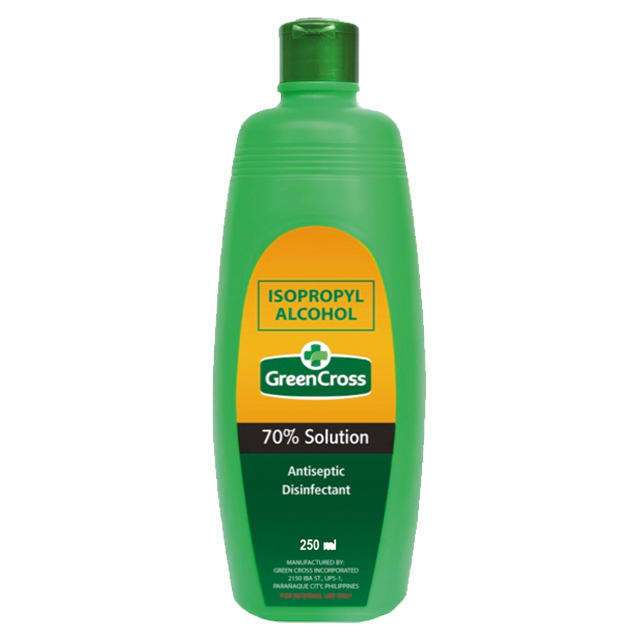 ISOPROPYL
ALCOHOL
GreenCross
70% Solution
Antiseptic
Disinfectant
250 ml
MANUFACTURED BY:
GREEN CROSS INCORPORATED
2150 IBA ST., UPS-1,
PARAÑAQUE CITY, PHILIPPINES
FOR EXTERNAL USE ONLY